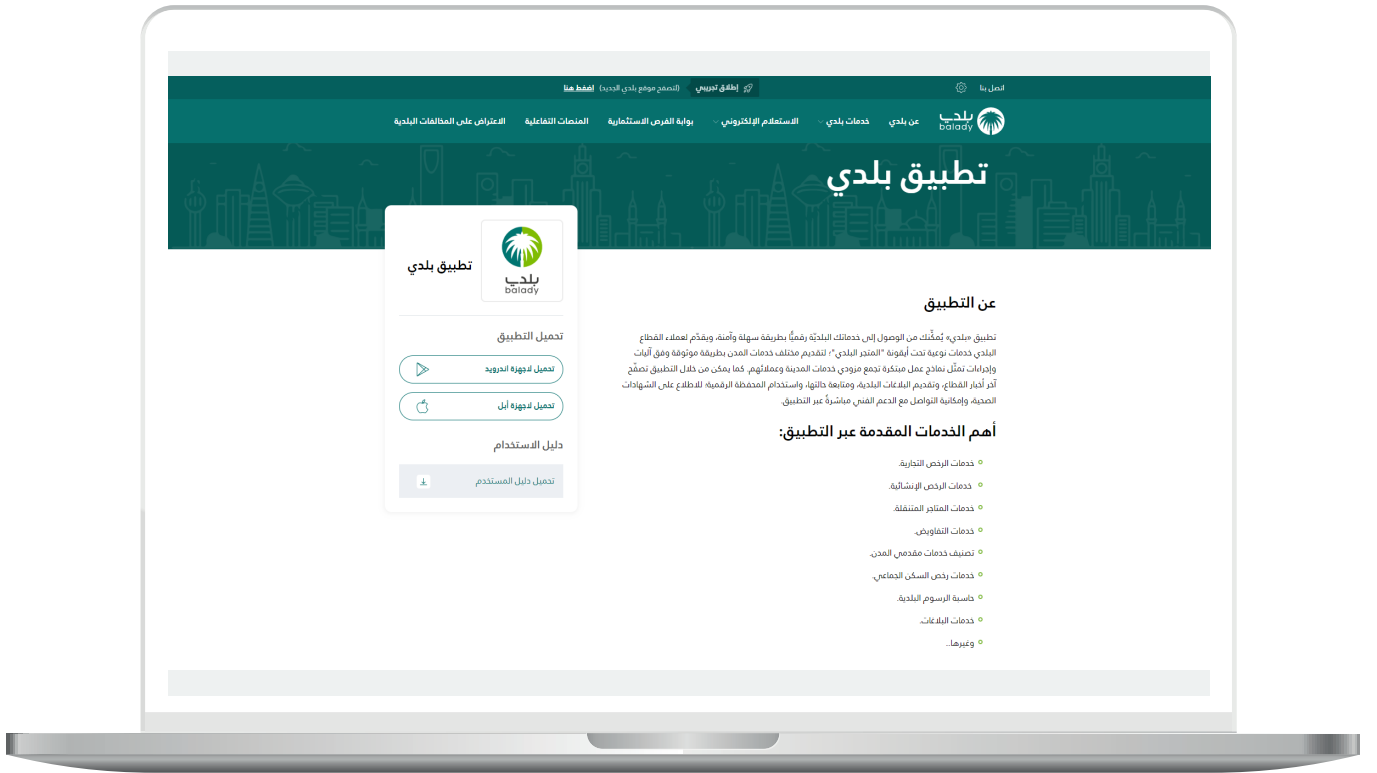 اتصل بنا
إطلاق تجريبي (لتصفح موقع بلدي الجديد) اضغط هنا
بلدي
balady
عن بلدي
خدمات بلدي
الاستعلام الإلكتروني
بوابة الفرص الاستثمارية
المنصات التفاعلية
الاعتراض على المخالفات البلدية
تطبيق بلدي
عن التطبيق
تطبيق «بلدي» يُمكِّنك من الوصول إلى خدماتك البلديّة رقميًّا بطريقة سهلة وآمنة، ويقدّم لعملاء القطاع
البلدي خدمات نوعية تحت أيقونة "المتجر البلدي"؛ لتقديم مختلف خدمات المدن بطريقة موثوقة وفق آليات
وإجراءات تمثّل نماذج عمل مبتكرة تجمع مزودي خدمات المدينة وعملائهم. كما يمكن من خلال التطبيق تصفّح
آخر أخبار القطاع، وتقديم البلاغات البلدية، ومتابعة حالتها، واستخدام المحفظة الرقمية؛ للاطلاع على الشهادات
الصحية، وإمكانية التواصل مع الدعم الفني مباشرةً عبر التطبيق.
أهم الخدمات المقدمة عبر التطبيق:
خدمات الرخص التجارية.
خدمات الرخص الإنشائية.
خدمات المتاجر المتنقلة.
خدمات التفاويض.
تصنيف خدمات مقدمي المدن.
خدمات رخص السكن الجماعي.
حاسبة الرسوم البلدية.
خدمات البلاغات.
وغيرها..
بلدي
balady
تطبيق بلدي
تحميل التطبيق
تحميل لاجهزة اندرويد
تحميل لاجهزة أبل
دليل الاستخدام
تحميل دليل المستخدم